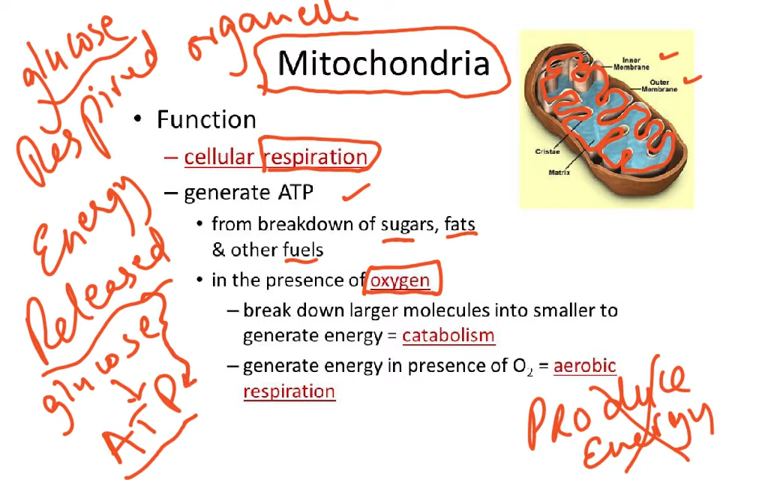 glucose
Respired
organelle
Mitochondria
Inner
Membrane
Outer
Membrane
Cristae
Matrix
• Function
– cellular respiration
– generate ATP
• from breakdown of sugars, fats
& other fuels
• in the presence of oxygen
– break down larger molecules into smaller to
generate energy = catabolism
– generate energy in presence of O₂ = aerobic
respiration
Energy
Released
glucose
ATP
PRODUCE
Energy